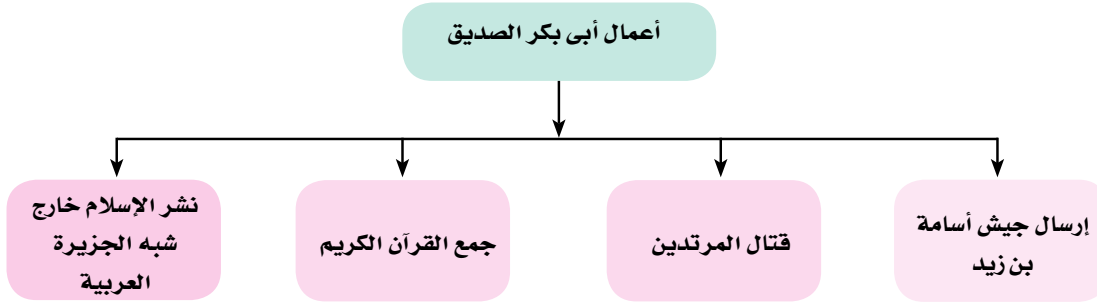 أعمال أبى بكر الصديق
إرسال جيش أسامة
بن زيد
قتال المرتدين
جمع القرآن الكريم
نشر الإسلام خارج
شبه الجزيرة
العربية